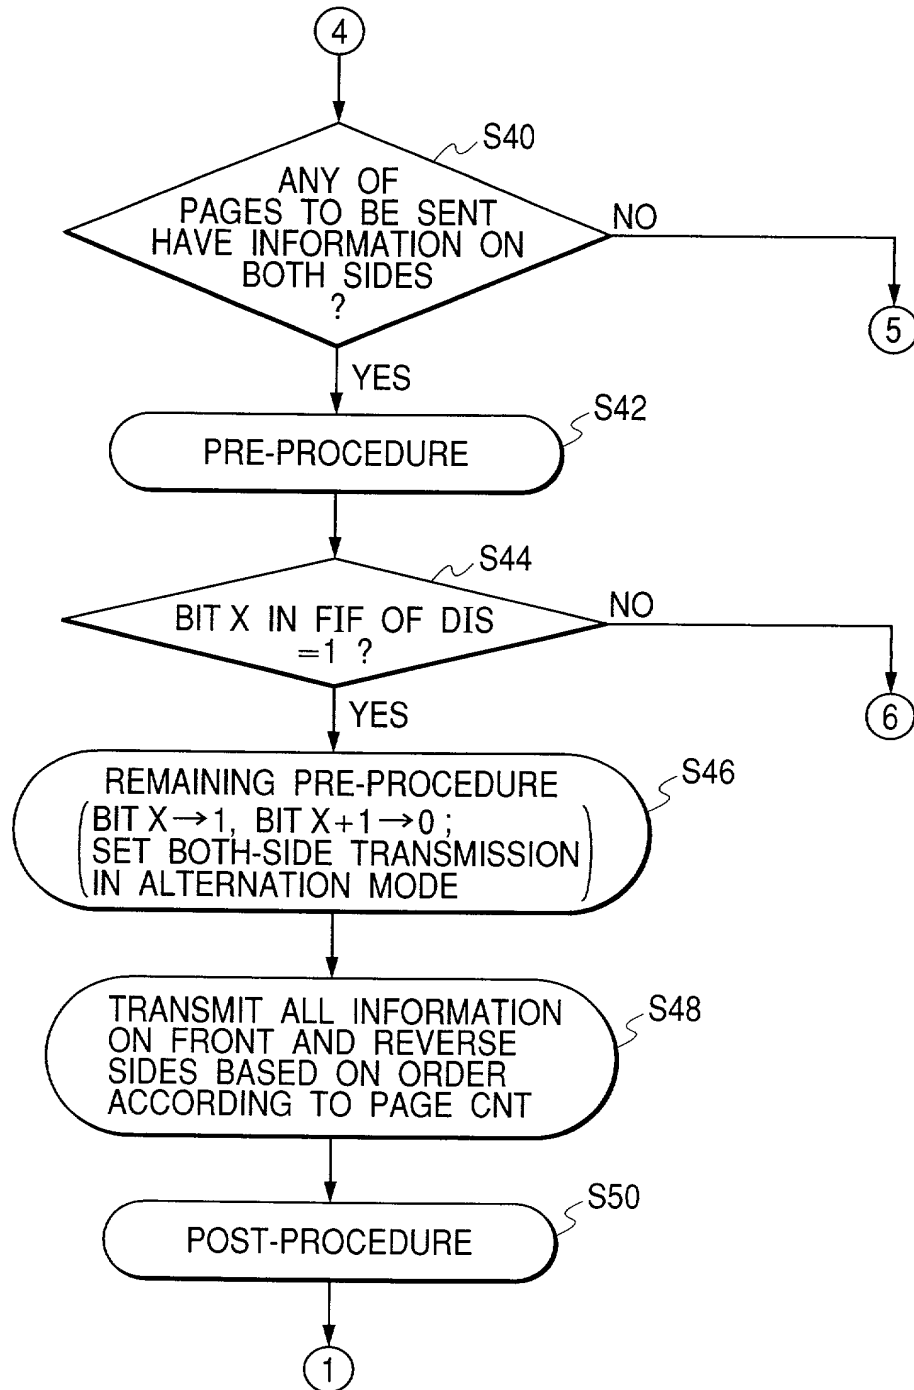 4
S40
ANY OF
PAGES TO BE SENT
HAVE INFORMATION ON
BOTH SIDES
?
NO
5
YES
S42
PRE-PROCEDURE
S44
BIT X IN FIF OF DIS
=1 ?
NO
6
YES
S46
REMAINING PRE-PROCEDURE
(BIT X→1, BIT X+1→0 ;
SET BOTH-SIDE TRANSMISSION
IN ALTERNATION MODE)
S48
TRANSMIT ALL INFORMATION
ON FRONT AND REVERSE
SIDES BASED ON ORDER
ACCORDING TO PAGE CNT
S50
POST-PROCEDURE
1